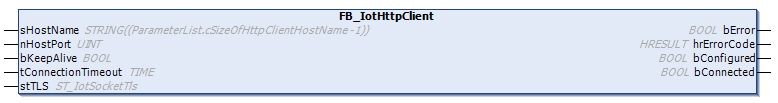 FB_IotHttpClient
sHostName STRING((ParameterList.cSizeOfHttpClientHostName-1)) BOOL bError
nHostPort UINT HRESULT hrErrorCode
bKeepAlive BOOL BOOL bConfigured
tConnectionTimeout TIME BOOL bConnected
stTLS ST_IotSocketTls